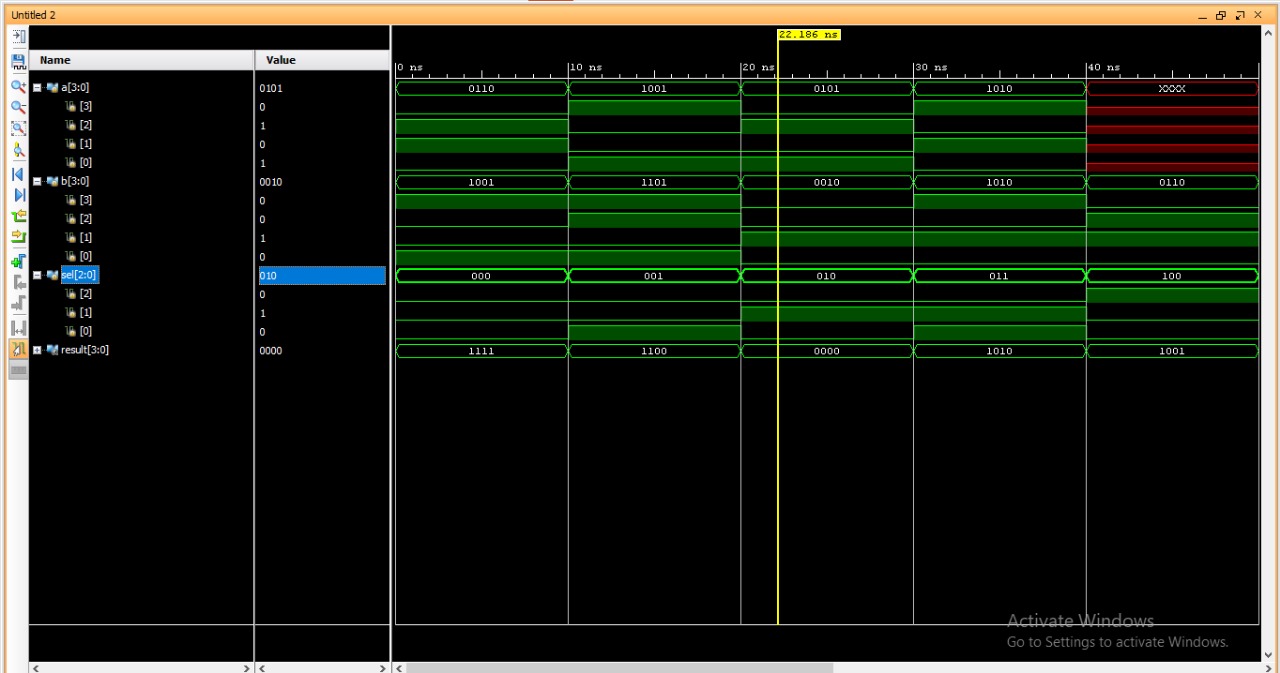 Untitled 2
22.186 ns
Name Value
0 ns 10 ns 20 ns 30 ns 40 ns
a[3:0] 0101 0110 1001 0101 1010 XXXX
[3] 0
[2] 1
[1] 0
[0] 1
b[3:0] 0010 1001 1101 0010 1010 0110
[3] 0
[2] 0
[1] 1
[0] 0
sel[2:0] 010 000 001 010 011 100
[2] 0
[1] 1
[0] 0
result[3:0] 0000 1111 1100 0000 1010 1001
Activate Windows
Go to Settings to activate Windows.